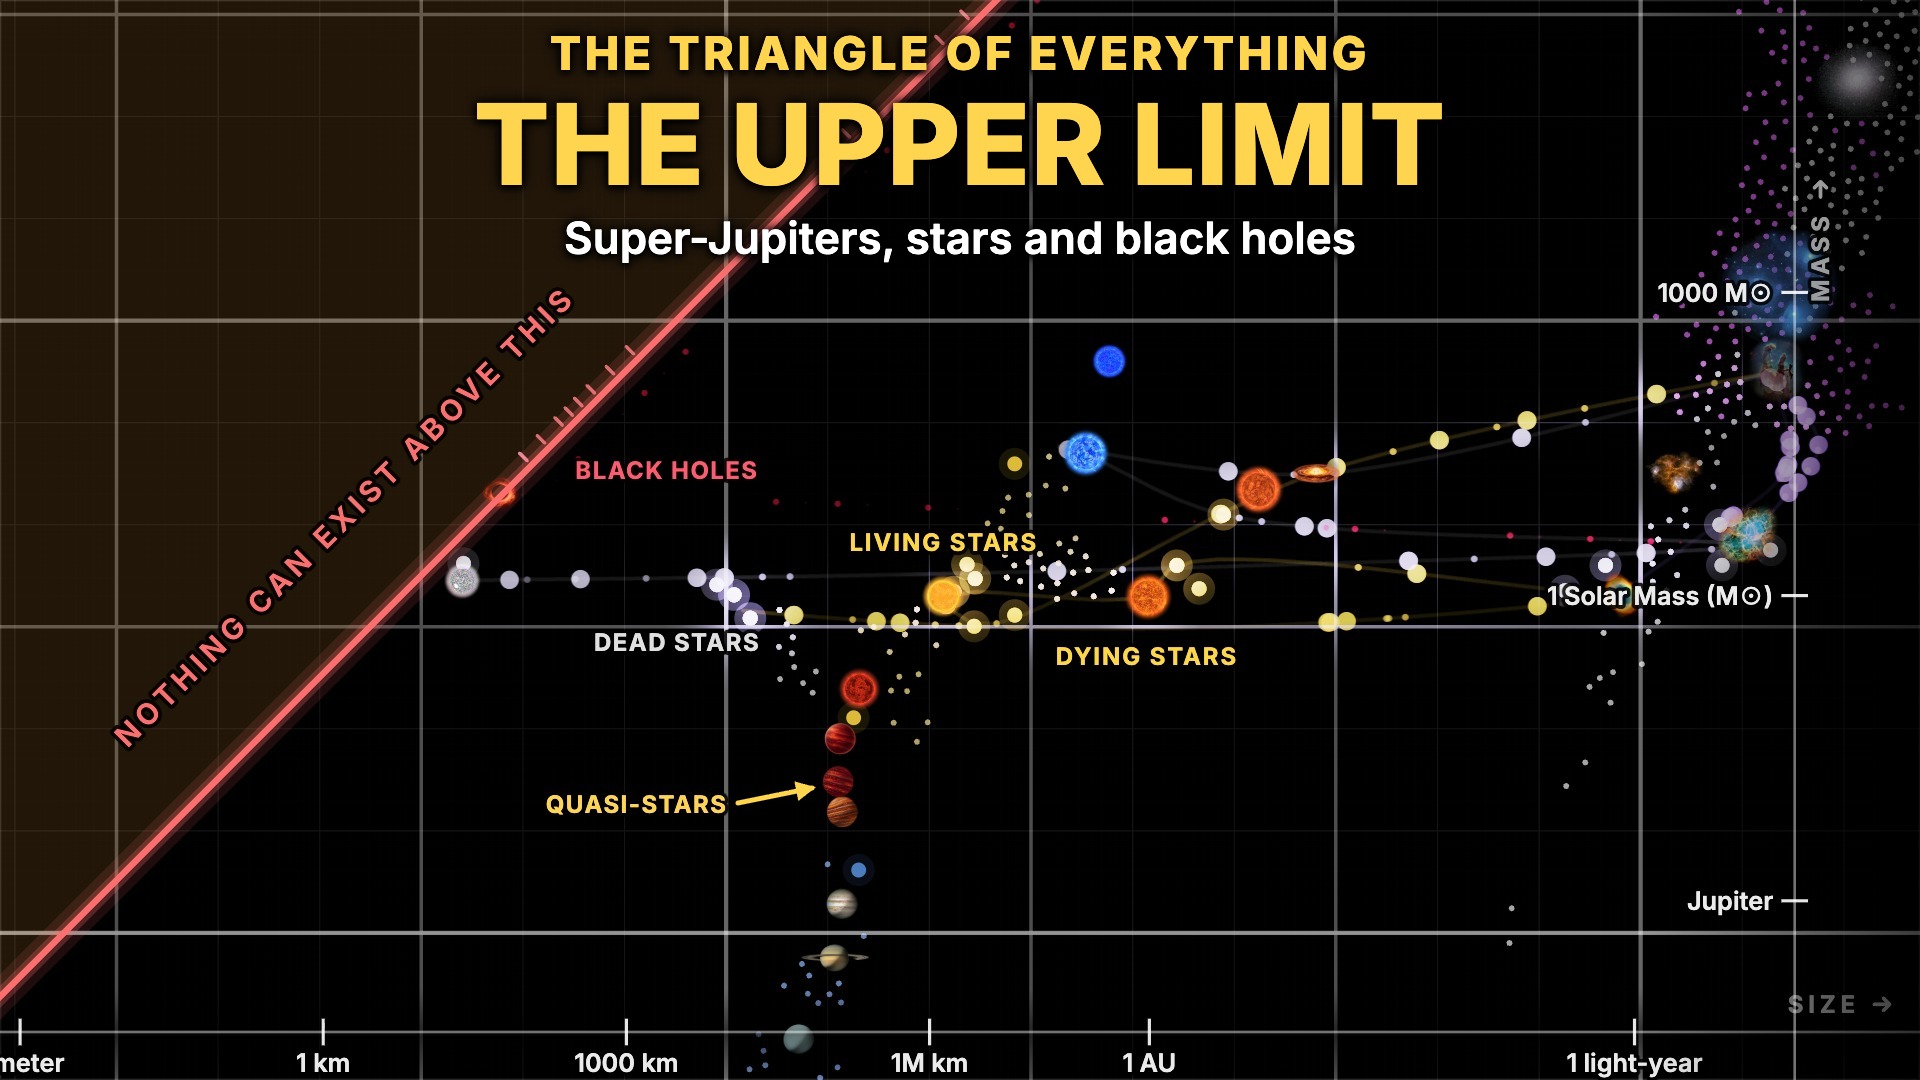 THE TRIANGLE OF EVERYTHING
THE UPPER LIMIT
Super-Jupiters, stars and black holes
MASS →
1000 M☉
NOTHING CAN EXIST ABOVE THIS
BLACK HOLES
LIVING STARS
1 Solar Mass (M☉)
DEAD STARS
DYING STARS
QUASI-STARS
Jupiter
SIZE →
meter
1 km
1000 km
1M km
1 AU
1 light-year